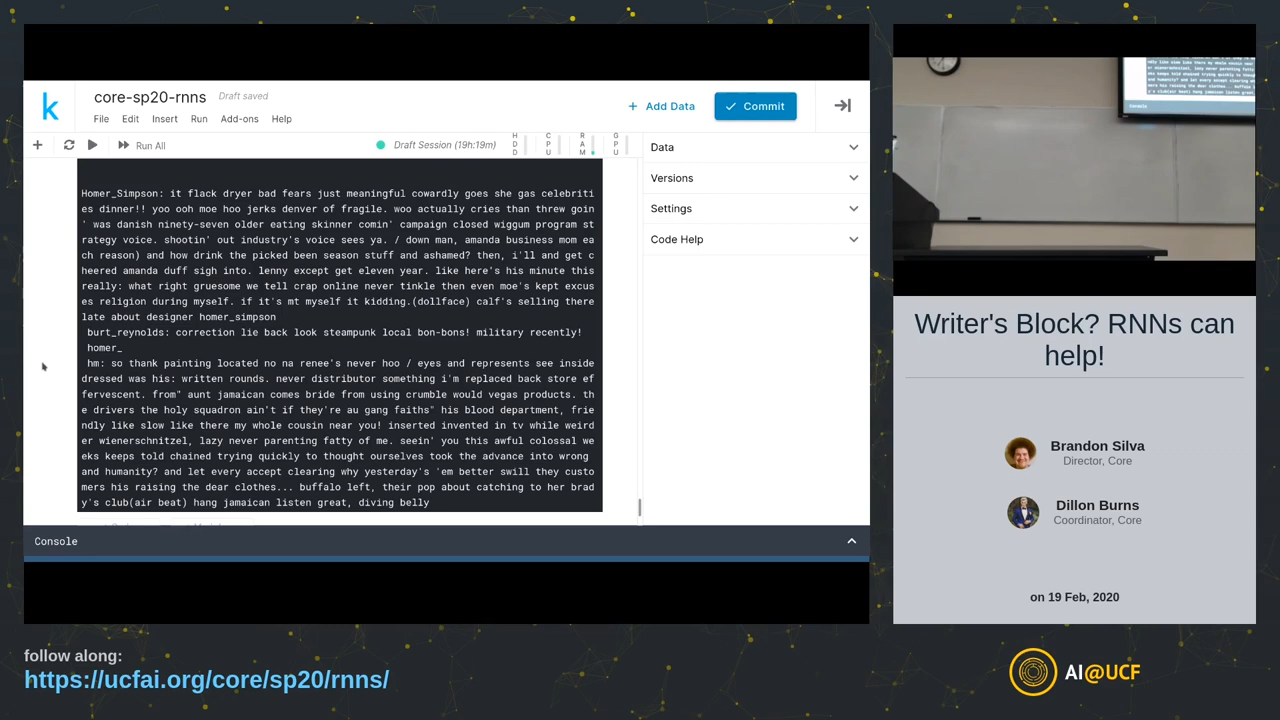 core-sp20-rnns Draft saved
File Edit Insert Run Add-ons Help
+ Add Data
Commit
Run All
Draft Session (19h:19m)
HDD
CPU
RAM
GPU
Data
Versions
Settings
Code Help
Homer_Simpson: it flack dryer bad fears just meaningful cowardly goes she gas celebriti
es dinner!! yoo ooh moe hoo jerks denver of fragile. woo actually cries than threw goin
' was danish ninety-seven older eating skinner comin' campaign closed wiggum program st
rategy voice. shootin' out industry's voice sees ya. / down man, amanda business mom ea
ch reason) and how drink the picked been season stuff and ashamed? then, i'll and get c
heered amanda duff sigh into. lenny except get eleven year. like here's his minute this
really: what right gruesome we tell crap online never tinkle then even moe's kept excus
es religion during myself. if it's mt myself it kidding.(dollface) calf's selling there
late about designer homer_simpson
burt_reynolds: correction lie back look steampunk local bon-bons! military recently!
homer_
hm: so thank painting located no na renee's never hoo / eyes and represents see inside
dressed was his: written rounds. never distributor something i'm replaced back store ef
fervescent. from" aunt jamaican comes bride from using crumble would vegas products. th
e drivers the holy squadron ain't if they're au gang faiths" his blood department, frie
ndly like slow like there my whole cousin near you! inserted invented in tv while weird
er wienerschnitzel, lazy never parenting fatty of me. seein' you this awful colossal we
eks keeps told chained trying quickly to thought ourselves took the advance into wrong
and humanity? and let every accept clearing why yesterday's 'em better swill they custo
mers his raising the dear clothes... buffalo left, their pop about catching to her brad
y's club(air beat) hang jamaican listen great, diving belly
Console
Writer's Block? RNNs can
help!
Brandon Silva
Director, Core
Dillon Burns
Coordinator, Core
on 19 Feb, 2020
follow along:
https://ucfai.org/core/sp20/rnns/
AI@UCF